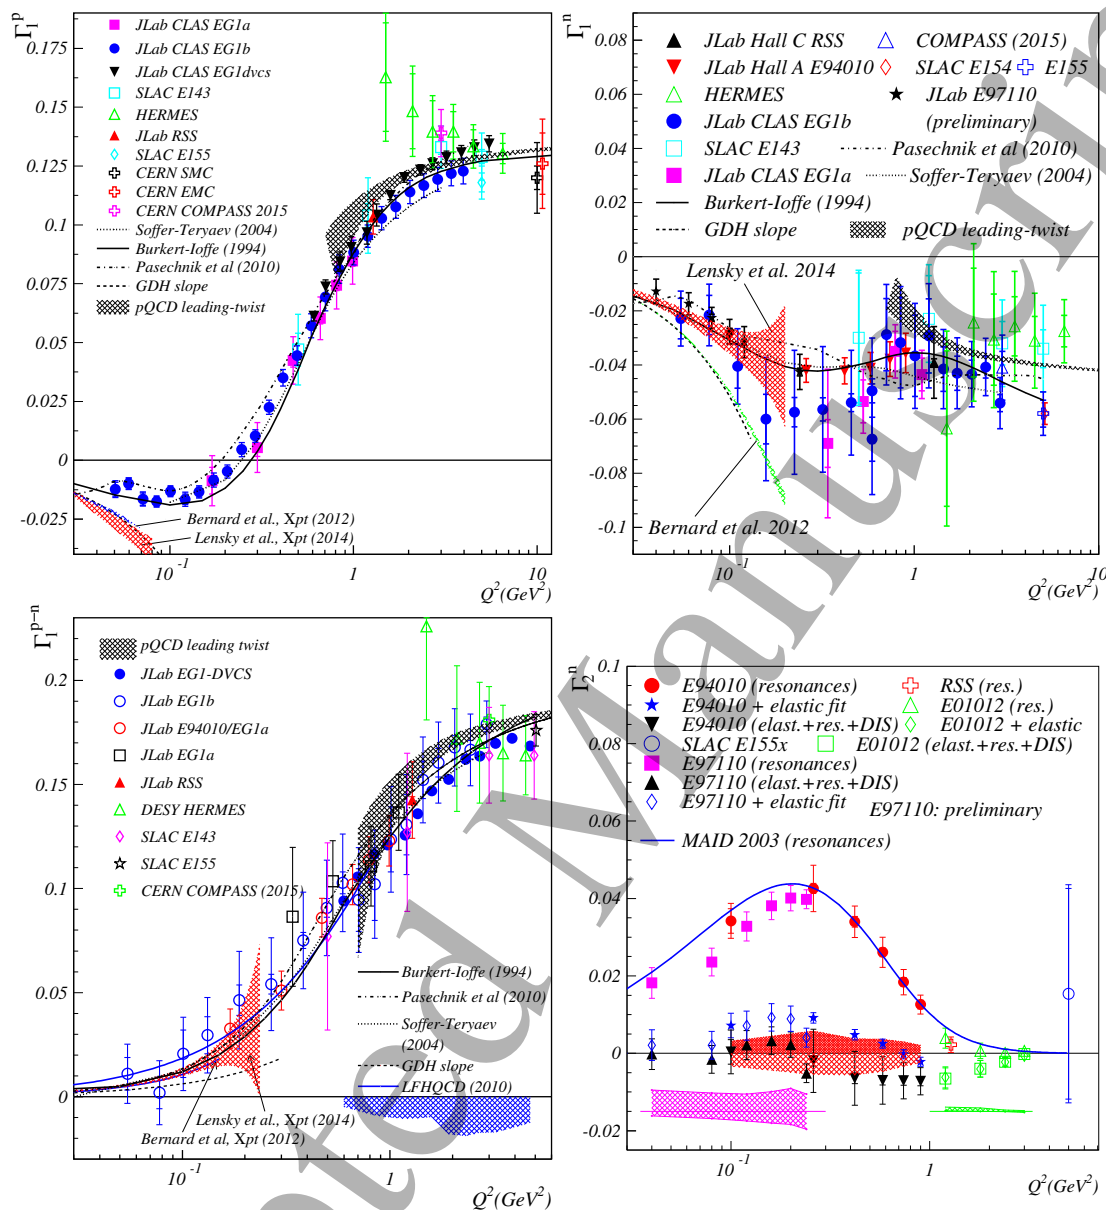 Γ₁ᵖ
0.175
0.15
0.125
0.1
0.075
0.05
0.025
0
-0.025
JLab CLAS EG1a
JLab CLAS EG1b
JLab CLAS EG1dvcs
SLAC E143
HERMES
JLab RSS
SLAC E155
CERN SMC
CERN EMC
CERN COMPASS 2015
Soffer-Teryaev (2004)
Burkert-Ioffe (1994)
Pasechnik et al (2010)
GDH slope
pQCD leading-twist
Bernard et al., Xpt (2012)
Lensky et al., Xpt (2014)
10⁻¹ 1 10
Q²(GeV²)
Γ₁ⁿ
0.08
0.06
0.04
0.02
0
-0.02
-0.04
-0.06
-0.08
-0.1
JLab Hall C RSS COMPASS (2015)
JLab Hall A E94010 SLAC E154 E155
HERMES JLab E97110
JLab CLAS EG1b (preliminary)
SLAC E143 Pasechnik et al (2010)
JLab CLAS EG1a Soffer-Teryaev (2004)
Burkert-Ioffe (1994)
GDH slope pQCD leading-twist
Lensky et al. 2014
Bernard et al. 2012
10⁻¹ 1 10
Q²(GeV²)
Γ₁ᵖ⁻ⁿ
0.2
0.15
0.1
0.05
0
pQCD leading twist
JLab EG1-DVCS
JLab EG1b
JLab E94010/EG1a
JLab EG1a
JLab RSS
DESY HERMES
SLAC E143
SLAC E155
CERN COMPASS (2015)
Burkert-Ioffe (1994)
Pasechnik et al (2010)
Soffer-Teryaev
(2004)
GDH slope
LFHQCD (2010)
Lensky et al., Xpt (2014)
Bernard et al, Xpt (2012)
10⁻¹ 1
Q²(GeV²)
Γ₂ⁿ
0.1
0.08
0.06
0.04
0.02
0
-0.02
E94010 (resonances) RSS (res.)
E94010 + elastic fit E01012 (res.)
E94010 (elast.+res.+DIS) E01012 + elastic
SLAC E155x E01012 (elast.+res.+DIS)
E97110 (resonances)
E97110 (elast.+res.+DIS)
E97110 + elastic fit E97110: preliminary
MAID 2003 (resonances)
10⁻¹ 1
Q²(GeV²)
pted Manuscrip